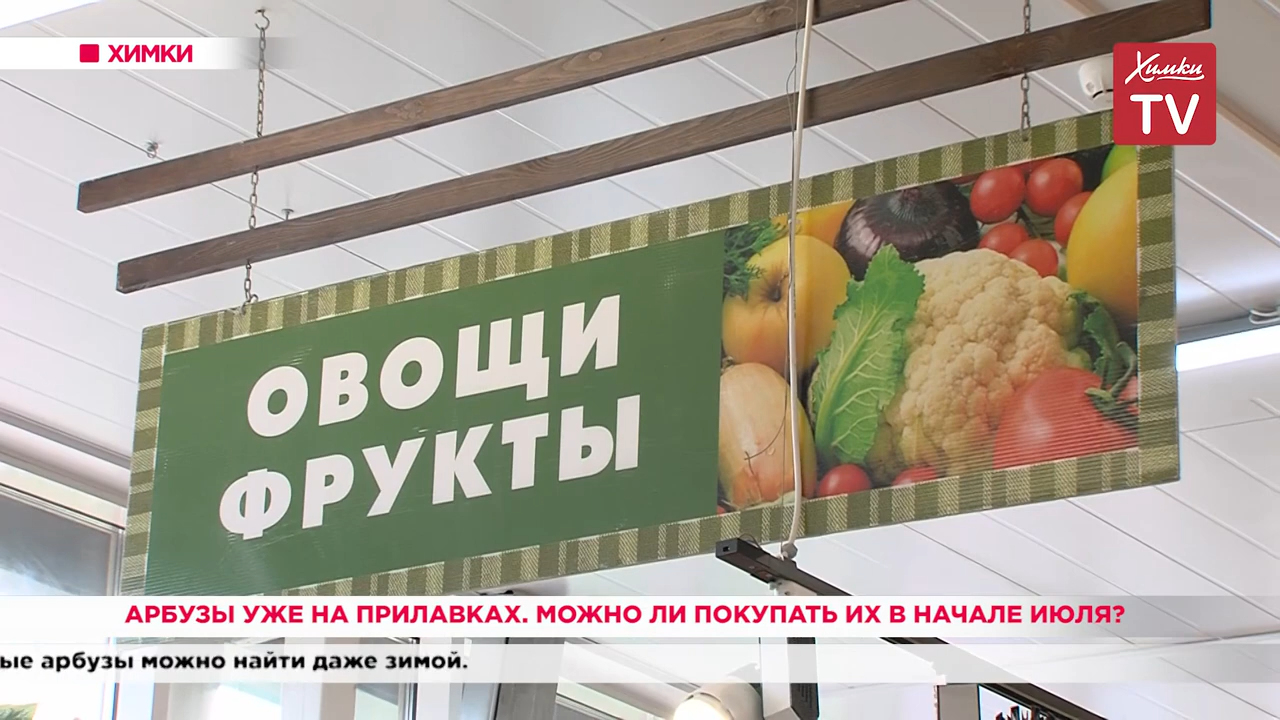 ХИМКИ
Химки
TV
ОВОЩИ
ФРУКТЫ
АРБУЗЫ УЖЕ НА ПРИЛАВКАХ. МОЖНО ЛИ ПОКУПАТЬ ИХ В НАЧАЛЕ ИЮЛЯ?
арбузы можно найти даже зимой.